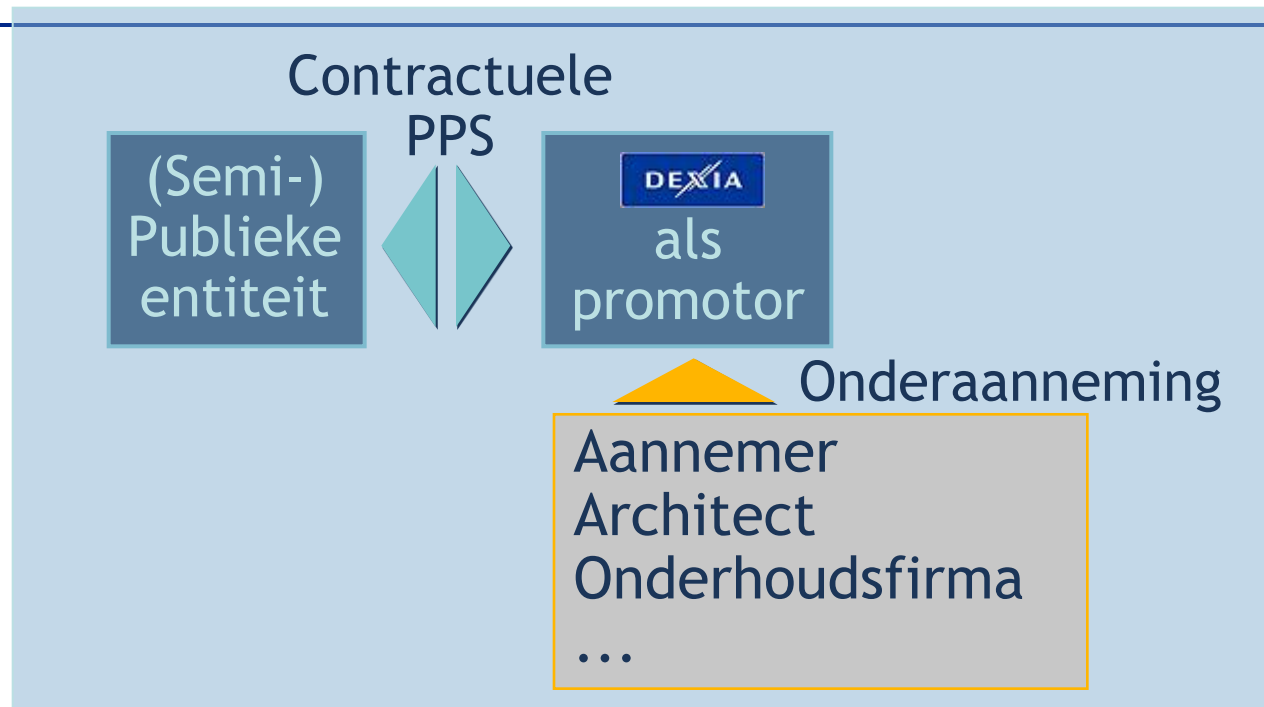 Contractuele
PPS
(Semi-)
Publieke
entiteit
DEXIA
als
promotor
Onderaanneming
Aannemer
Architect
Onderhoudsfirma
...